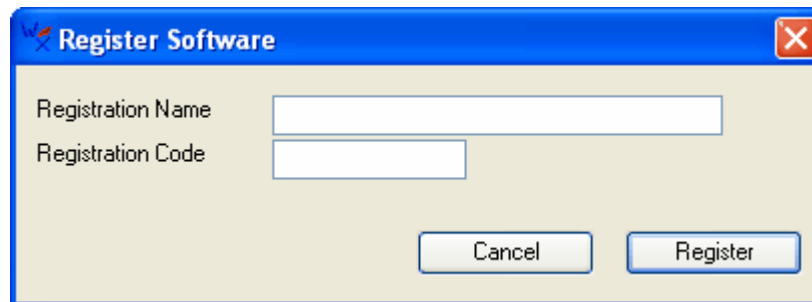 Register Software
Registration Name
Registration Code
Cancel Register